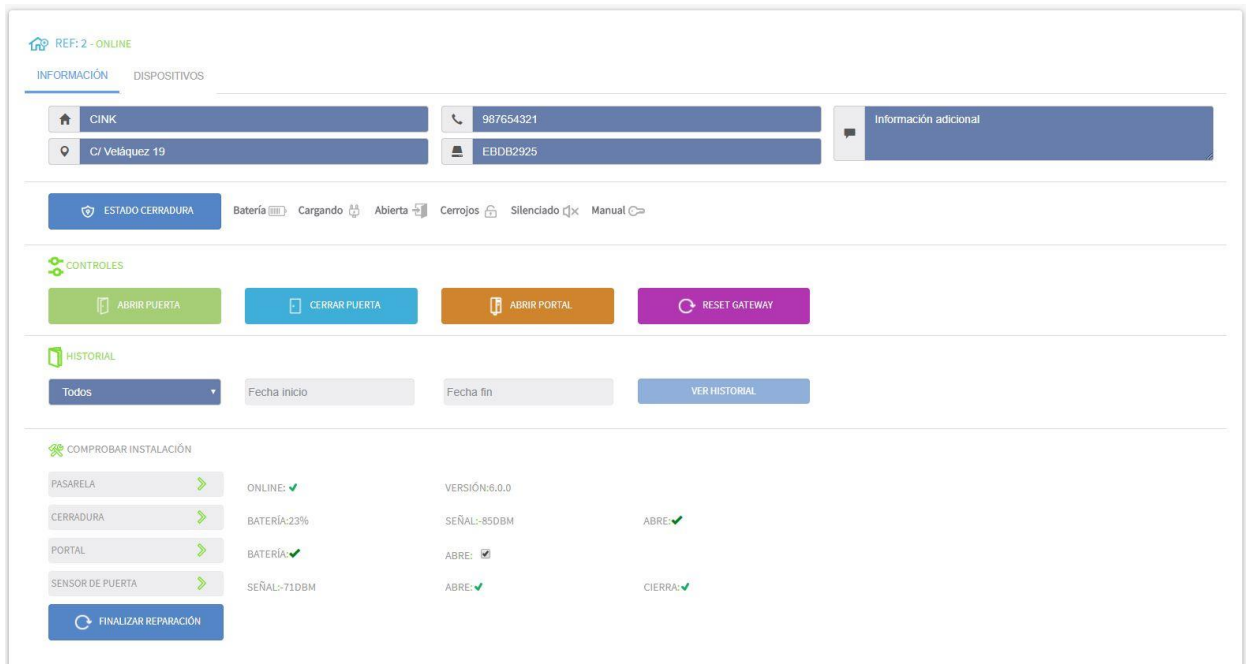 REF: 2 - ONLINE
INFORMACIÓN DISPOSITIVOS
CINK 987654321 Información adicional
C/ Veláquez 19 EBDB2925
ESTADO CERRADURA Batería Cargando Abierta Cerrojos Silenciado Manual
CONTROLES
ABRIR PUERTA CERRAR PUERTA ABRIR PORTAL RESET GATEWAY
HISTORIAL
Todos Fecha inicio Fecha fin VER HISTORIAL
COMPROBAR INSTALACIÓN
PASARELA ONLINE: VERSIÓN:6.0.0
CERRADURA BATERÍA:23% SEÑAL:-85DBM ABRE:
PORTAL BATERÍA: ABRE:
SENSOR DE PUERTA SEÑAL:-71DBM ABRE: CIERRA:
FINALIZAR REPARACIÓN